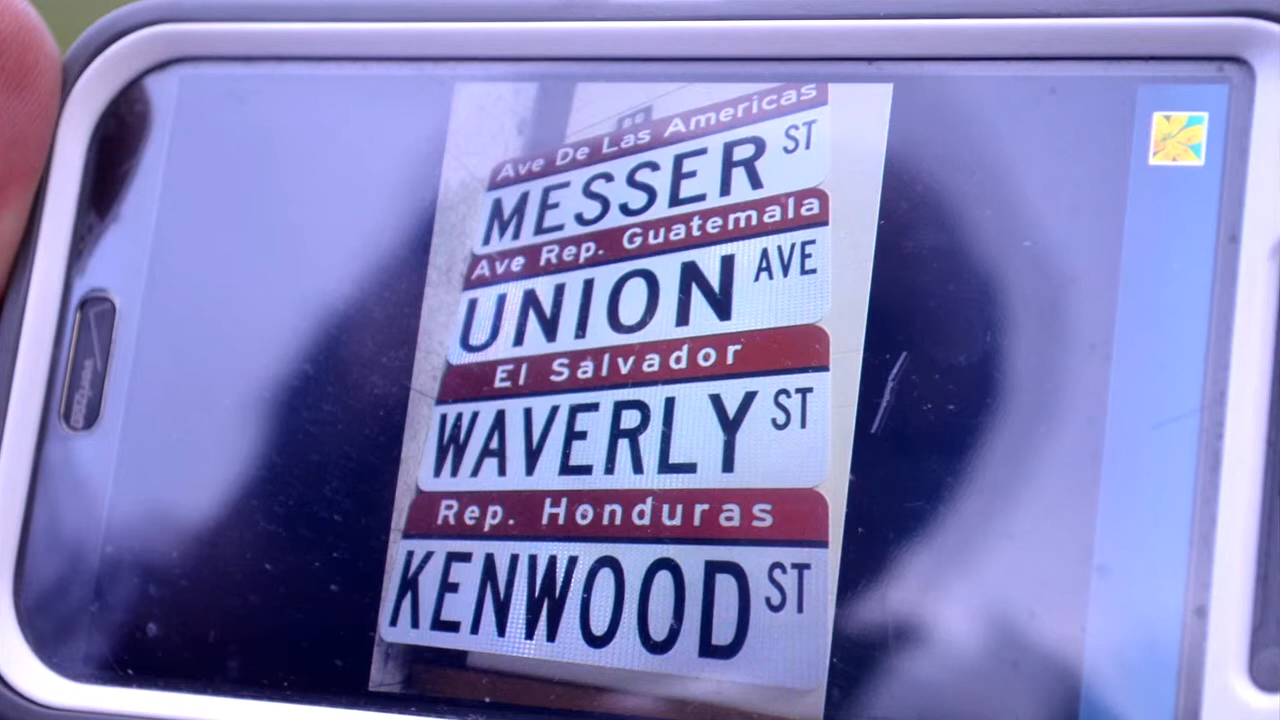 Ave De Las Americas
MESSER ST
Ave Rep. Guatemala
UNION AVE
El Salvador
WAVERLY ST
Rep. Honduras
KENWOOD ST